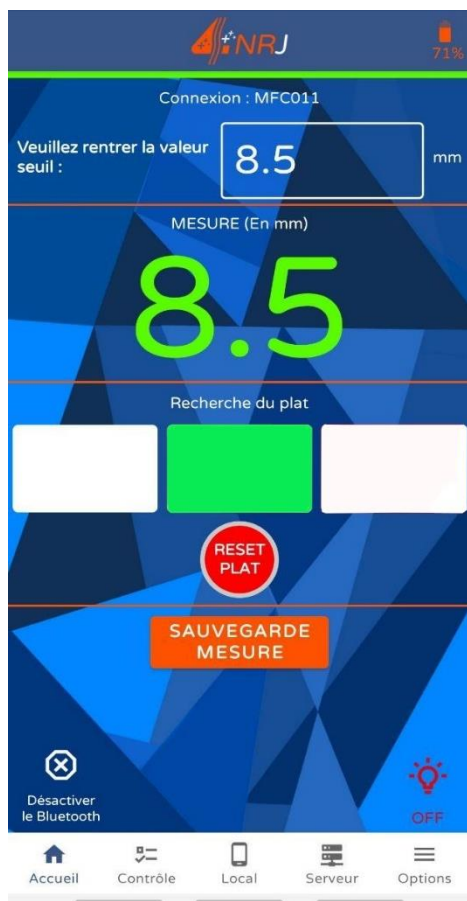 4NRJ
71%
Connexion : MFC011
Veuillez rentrer la valeur
seuil :
8.5
mm
MESURE (En mm)
8.5
Recherche du plat
RESET
PLAT
SAUVEGARDE
MESURE
Désactiver
le Bluetooth
OFF
Accueil Contrôle Local Serveur Options